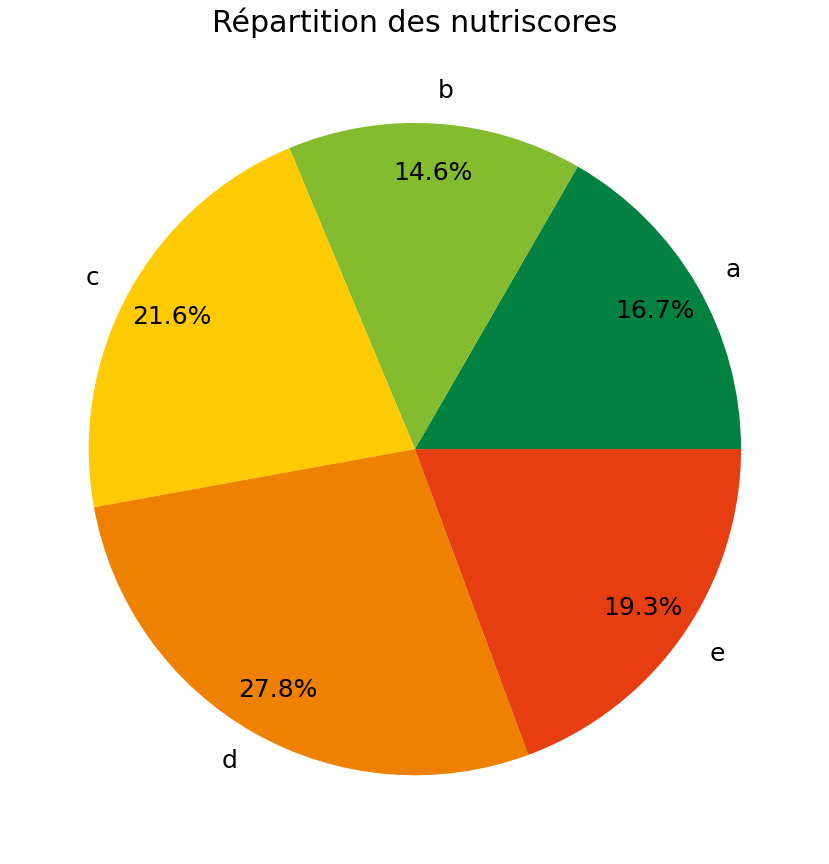 Répartition des nutriscores
b
14.6%
a
16.7%
c
21.6%
19.3%
e
27.8%
d